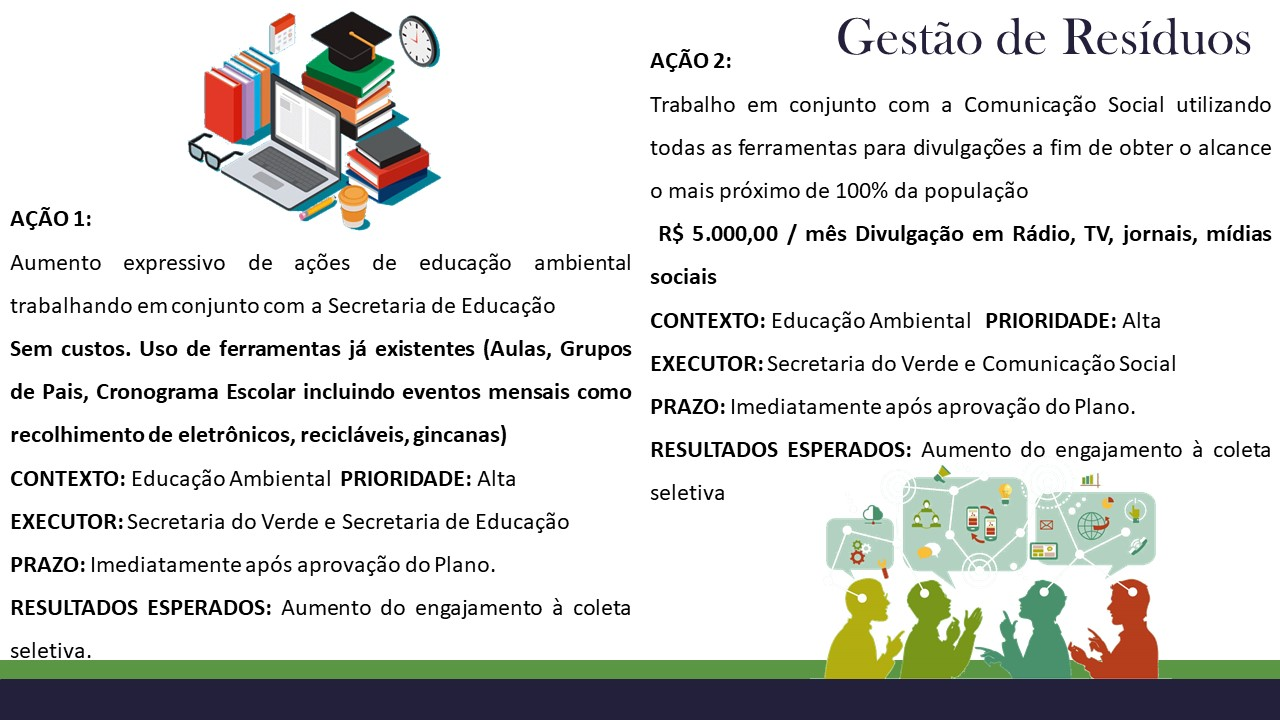 Gestão de Resíduos
AÇÃO 1:
Aumento expressivo de ações de educação ambiental
trabalhando em conjunto com a Secretaria de Educação
Sem custos. Uso de ferramentas já existentes (Aulas, Grupos
de Pais, Cronograma Escolar incluindo eventos mensais como
recolhimento de eletrônicos, recicláveis, gincanas)
CONTEXTO: Educação Ambiental PRIORIDADE: Alta
EXECUTOR: Secretaria do Verde e Secretaria de Educação
PRAZO: Imediatamente após aprovação do Plano.
RESULTADOS ESPERADOS: Aumento do engajamento à coleta
seletiva.
AÇÃO 2:
Trabalho em conjunto com a Comunicação Social utilizando
todas as ferramentas para divulgações a fim de obter o alcance
o mais próximo de 100% da população
R$ 5.000,00 / mês Divulgação em Rádio, TV, jornais, mídias
sociais
CONTEXTO: Educação Ambiental PRIORIDADE: Alta
EXECUTOR: Secretaria do Verde e Comunicação Social
PRAZO: Imediatamente após aprovação do Plano.
RESULTADOS ESPERADOS: Aumento do engajamento à coleta
seletiva